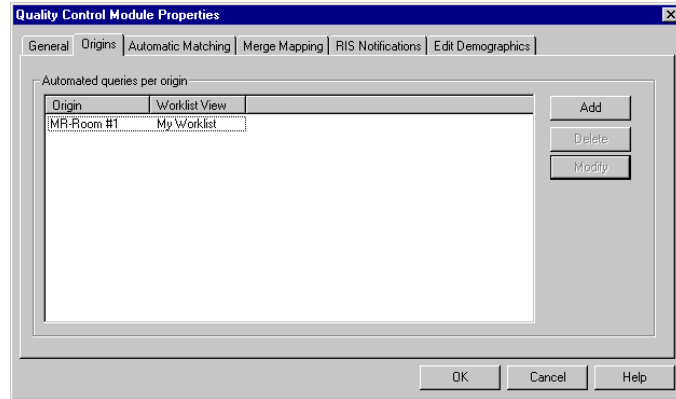 Quality Control Module Properties
General Origins Automatic Matching Merge Mapping RIS Notifications Edit Demographics
Automated queries per origin
Origin Worklist View
MR-Room #1 My Worklist
Add
Delete
Modify
OK Cancel Help